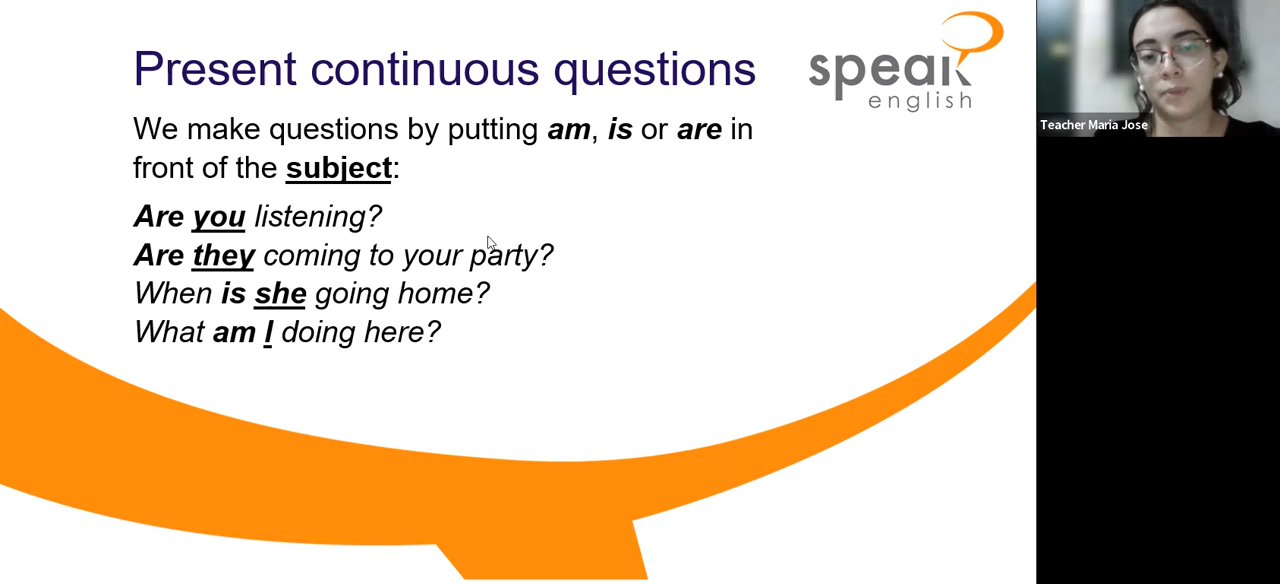 Present continuous questions
speak
english
We make questions by putting am, is or are in
front of the subject:
Are you listening?
Are they coming to your party?
When is she going home?
What am I doing here?
Teacher Maria Jose